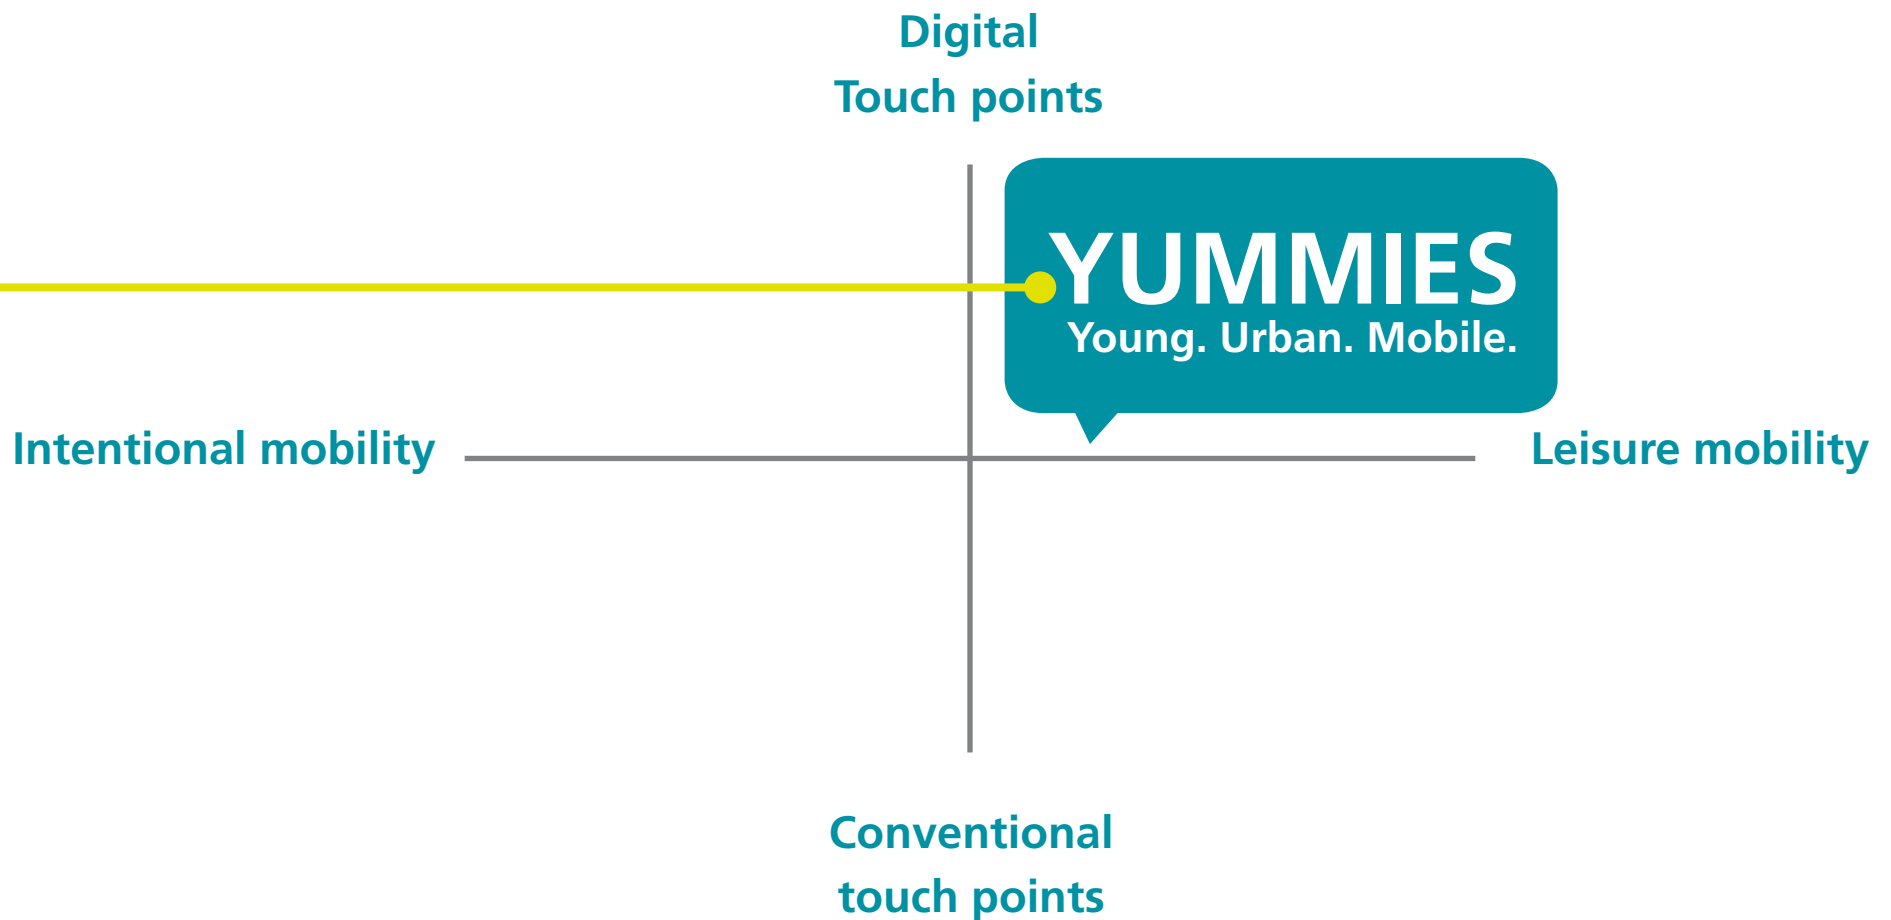 Digital
Touch points
YUMMIES
Young. Urban. Mobile.
Intentional mobility
Leisure mobility
Conventional
touch points